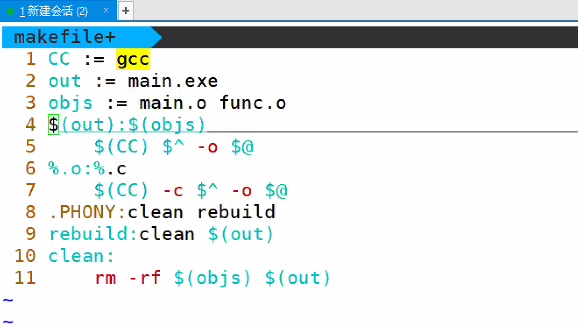 1 新建会话 (2) × +
makefile+
1 CC := gcc
2 out := main.exe
3 objs := main.o func.o
4 $(out):$(objs)
5     $(CC) $^ -o $@
6 %.o:%.c
7     $(CC) -c $^ -o $@
8 .PHONY:clean rebuild
9 rebuild:clean $(out)
10 clean:
11     rm -rf $(objs) $(out)
~
~